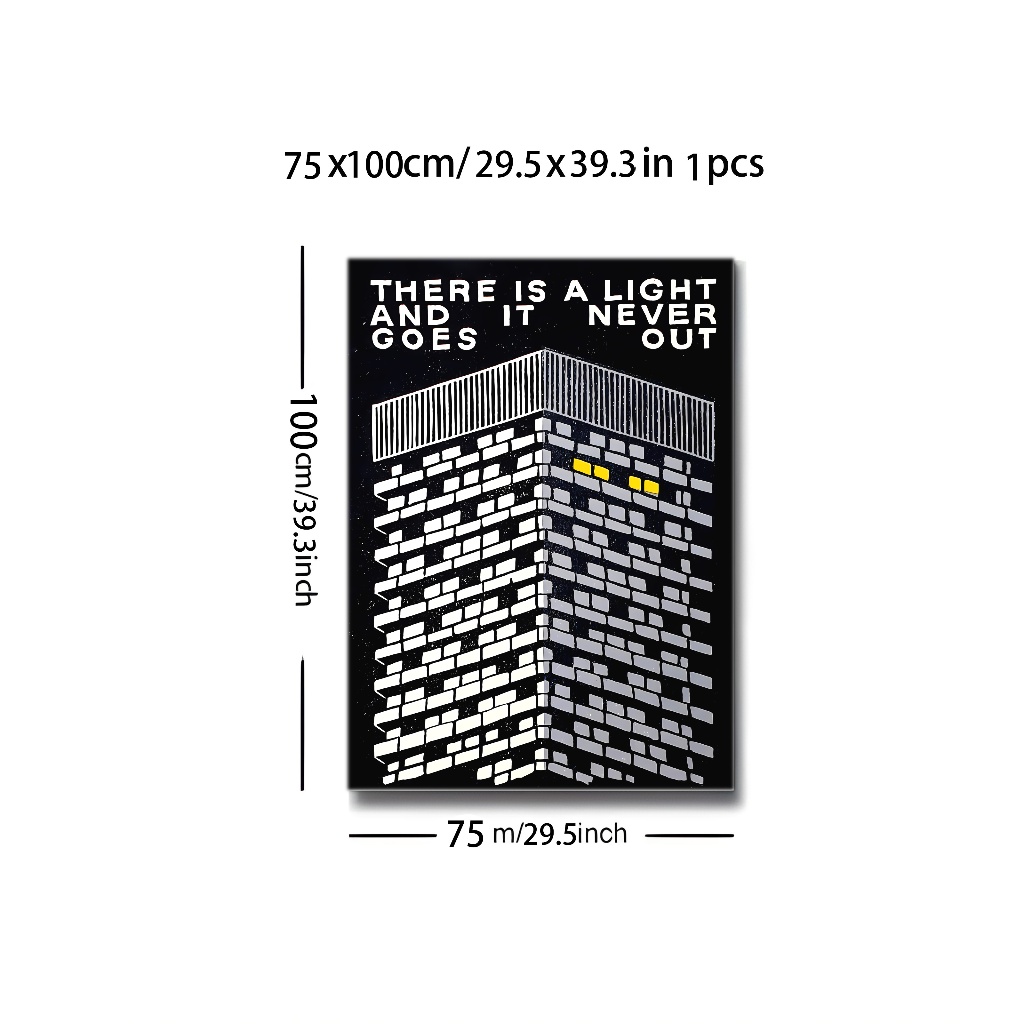 75x100cm/29.5x39.3in 1pcs
THERE IS A LIGHT
AND IT NEVER
GOES OUT
100cm/39.3inch
75 m/29.5inch